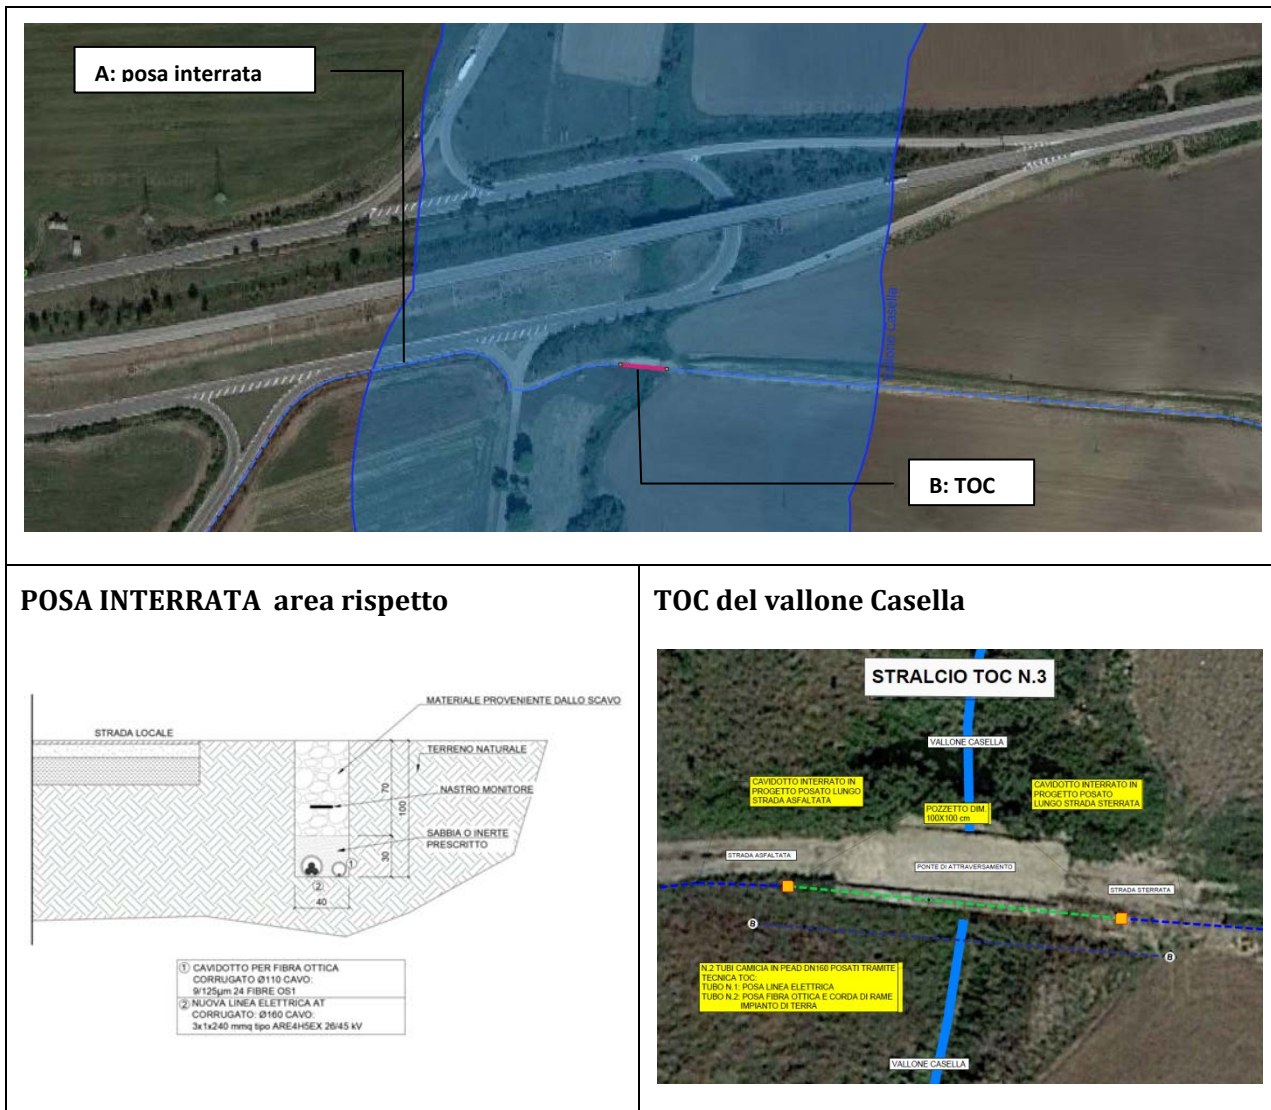 A: posa interrata
Vallone Casella
B: TOC
POSA INTERRATA area rispetto
STRADA LOCALE
MATERIALE PROVENIENTE DALLO SCAVO
TERRENO NATURALE
NASTRO MONITORE
SABBIA O INERTE
PRESCRITTO
70
100
30
1
2
40
1 CAVIDOTTO PER FIBRA OTTICA
CORRUGATO Ø110 CAVO:
9/125µm 24 FIBRE OS1
2 NUOVA LINEA ELETTRICA AT
CORRUGATO: Ø160 CAVO:
3x1x240 mmq tipo ARE4H5EX 26/45 kV
TOC del vallone Casella
STRALCIO TOC N.3
VALLONE CASELLA
CAVIDOTTO INTERRATO IN
PROGETTO POSATO LUNGO
STRADA ASFALTATA
POZZETTO DIM.
100X100 cm
CAVIDOTTO INTERRATO IN
PROGETTO POSATO
LUNGO STRADA STERRATA
STRADA ASFALTATA
PONTE DI ATTRAVERSAMENTO
STRADA STERRATA
B
B
N.2 TUBI CAMICIA IN PEAD DN160 POSATI TRAMITE
TECNICA TOC:
TUBO N.1: POSA LINEA ELETTRICA
TUBO N.2: POSA FIBRA OTTICA E CORDA DI RAME
IMPIANTO DI TERRA
VALLONE CASELLA